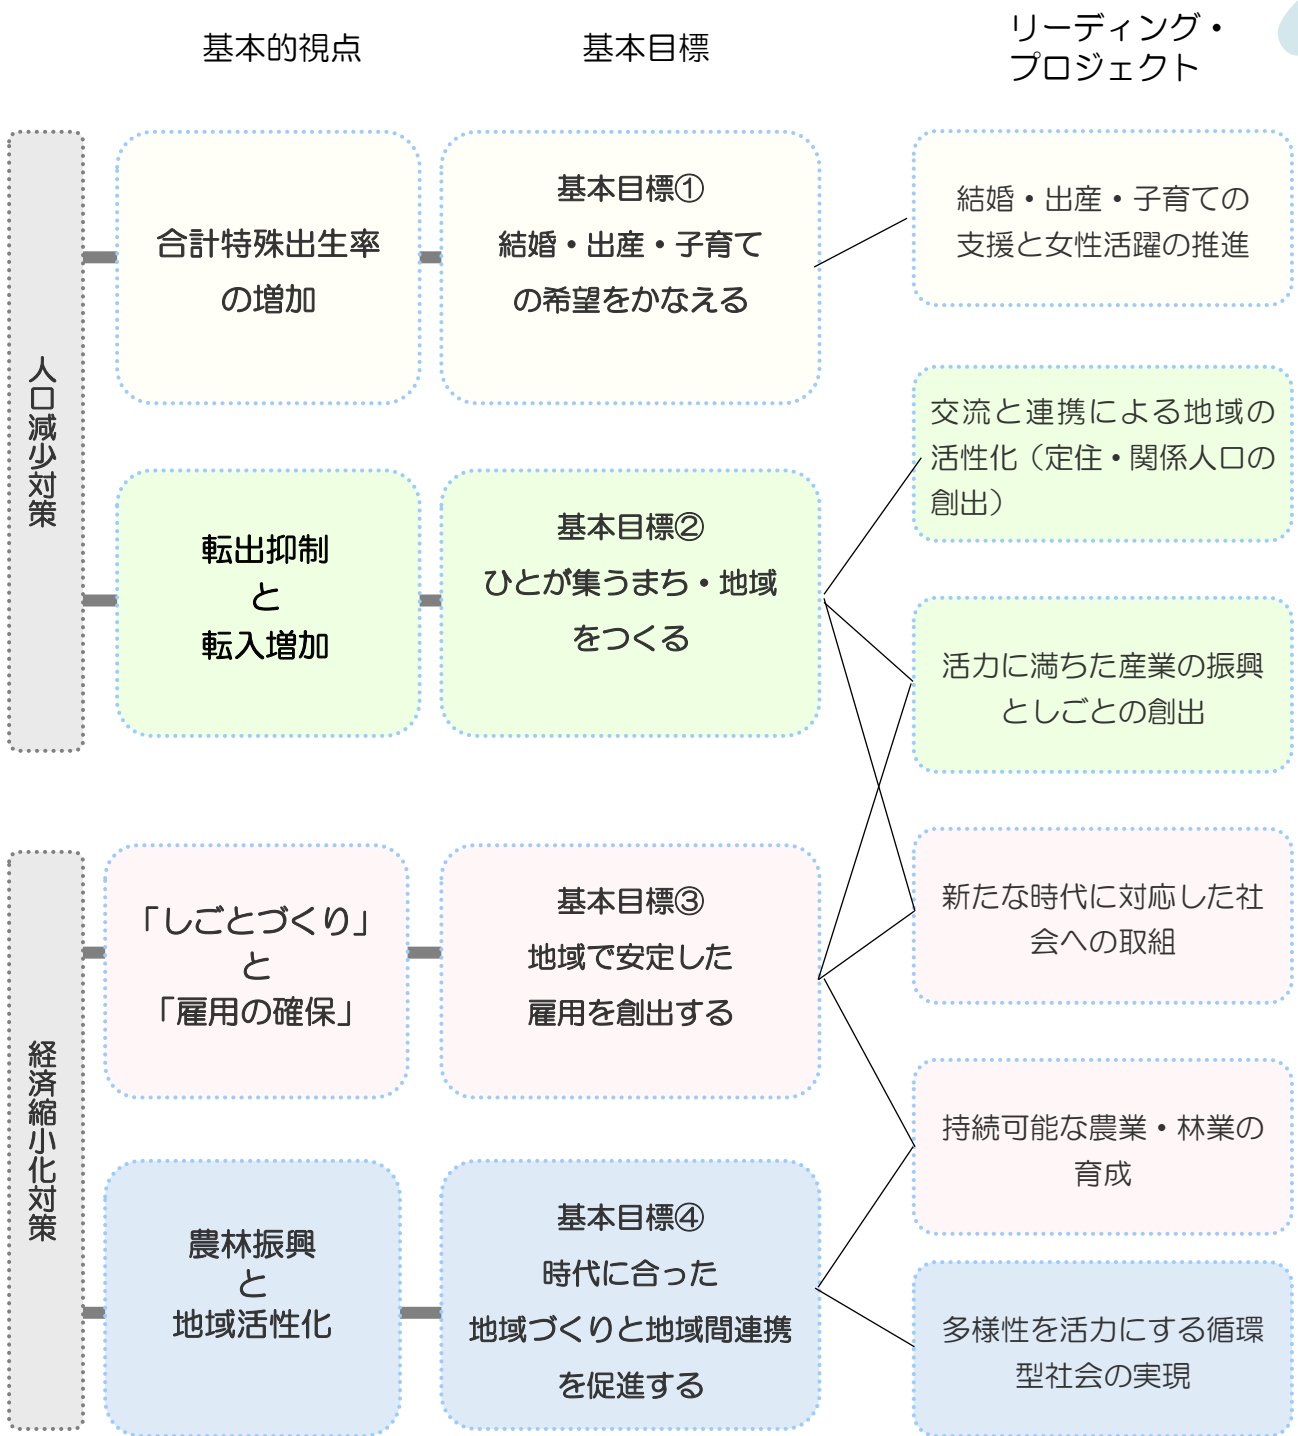 基本的視点
基本目標
リーディング・
プロジェクト
人口減少対策
合計特殊出生率
の増加
基本目標①
結婚・出産・子育て
の希望をかなえる
結婚・出産・子育ての
支援と女性活躍の推進
転出抑制
と
転入増加
基本目標②
ひとが集うまち・地域
をつくる
交流と連携による地域の
活性化（定住・関係人口の
創出）
活力に満ちた産業の振興
としごとの創出
経済縮小化対策
「しごとづくり」
と
「雇用の確保」
基本目標③
地域で安定した
雇用を創出する
新たな時代に対応した社
会への取組
持続可能な農業・林業の
育成
農林振興
と
地域活性化
基本目標④
時代に合った
地域づくりと地域間連携
を促進する
多様性を活力にする循環
型社会の実現